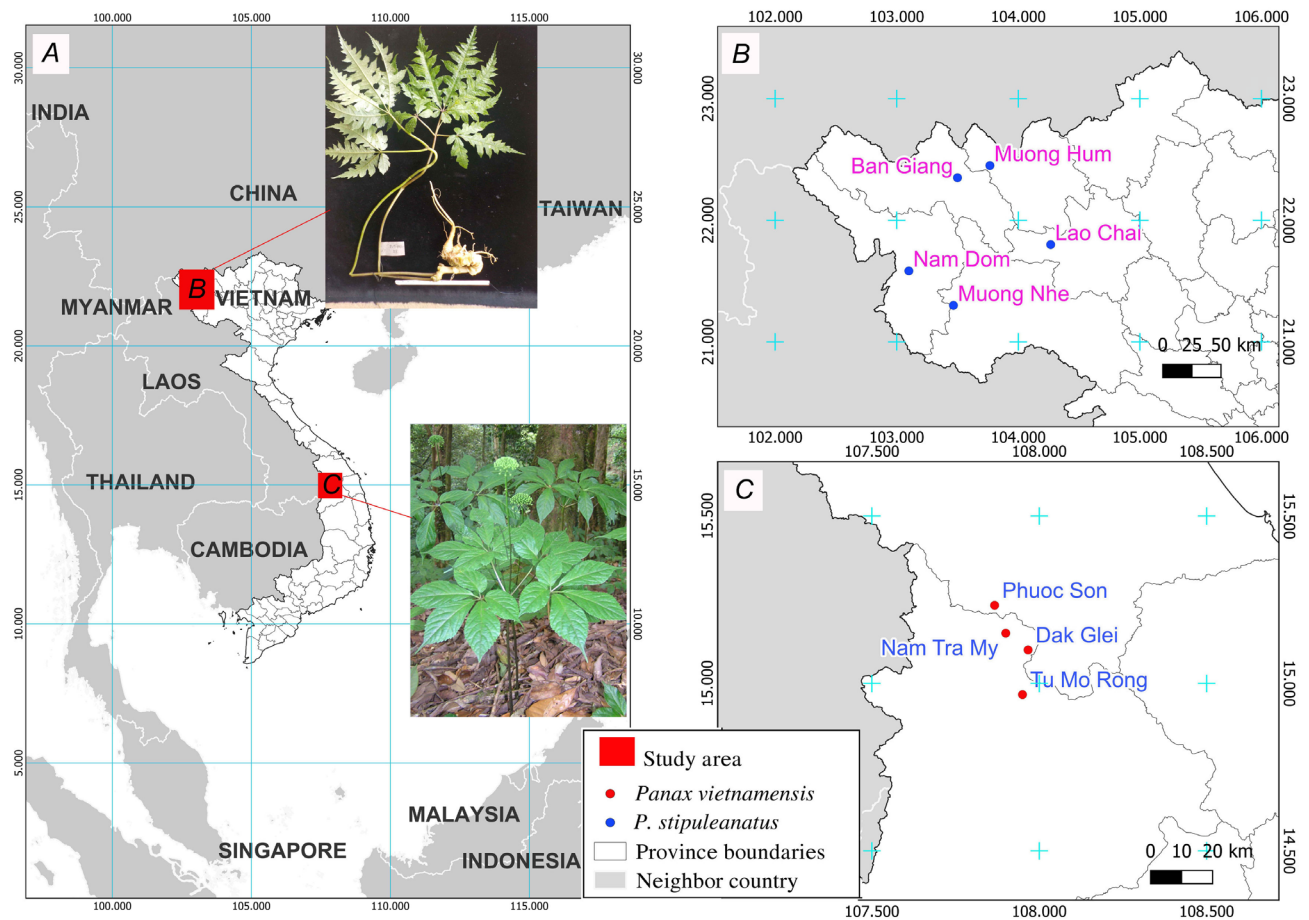 100.000 105.000 110.000 115.000
A
30.000 30.000
INDIA
CHINA
25.000 25.000
TAIWAN
B
MYANMAR VIETNAM
20.000 20.000
LAOS
THAILAND
15.000 C 15.000
CAMBODIA
10.000 10.000
5.000
MALAYSIA
SINGAPORE
INDONESIA
100.000 105.000 110.000 115.000
102.000 103.000 104.000 105.000 106.000
B
23.000 23.000
Muong Hum
Ban Giang
22.000 22.000
Lao Chai
Nam Dom
Muong Nhe
21.000 21.000
0 25 50 km
102.000 103.000 104.000 105.000 106.000
107.500 108.000 108.500
C
15.500 15.500
Phuoc Son
Dak Glei
Nam Tra My
Tu Mo Rong
15.000 15.000
14.500
0 10 20 km
107.500 108.000 108.500
Study area
Panax vietnamensis
P. stipuleanatus
Province boundaries
Neighbor country